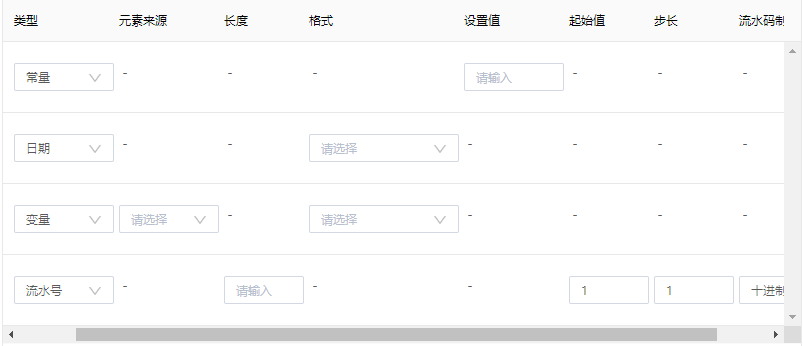 类型 元素来源 长度 格式 设置值 起始值 步长 流水码制
常量 - - - 请输入 - - -
日期 - - 请选择 - - - -
变量 请选择 - 请选择 - - - -
流水号 - 请输入 - - 1 1 十进制